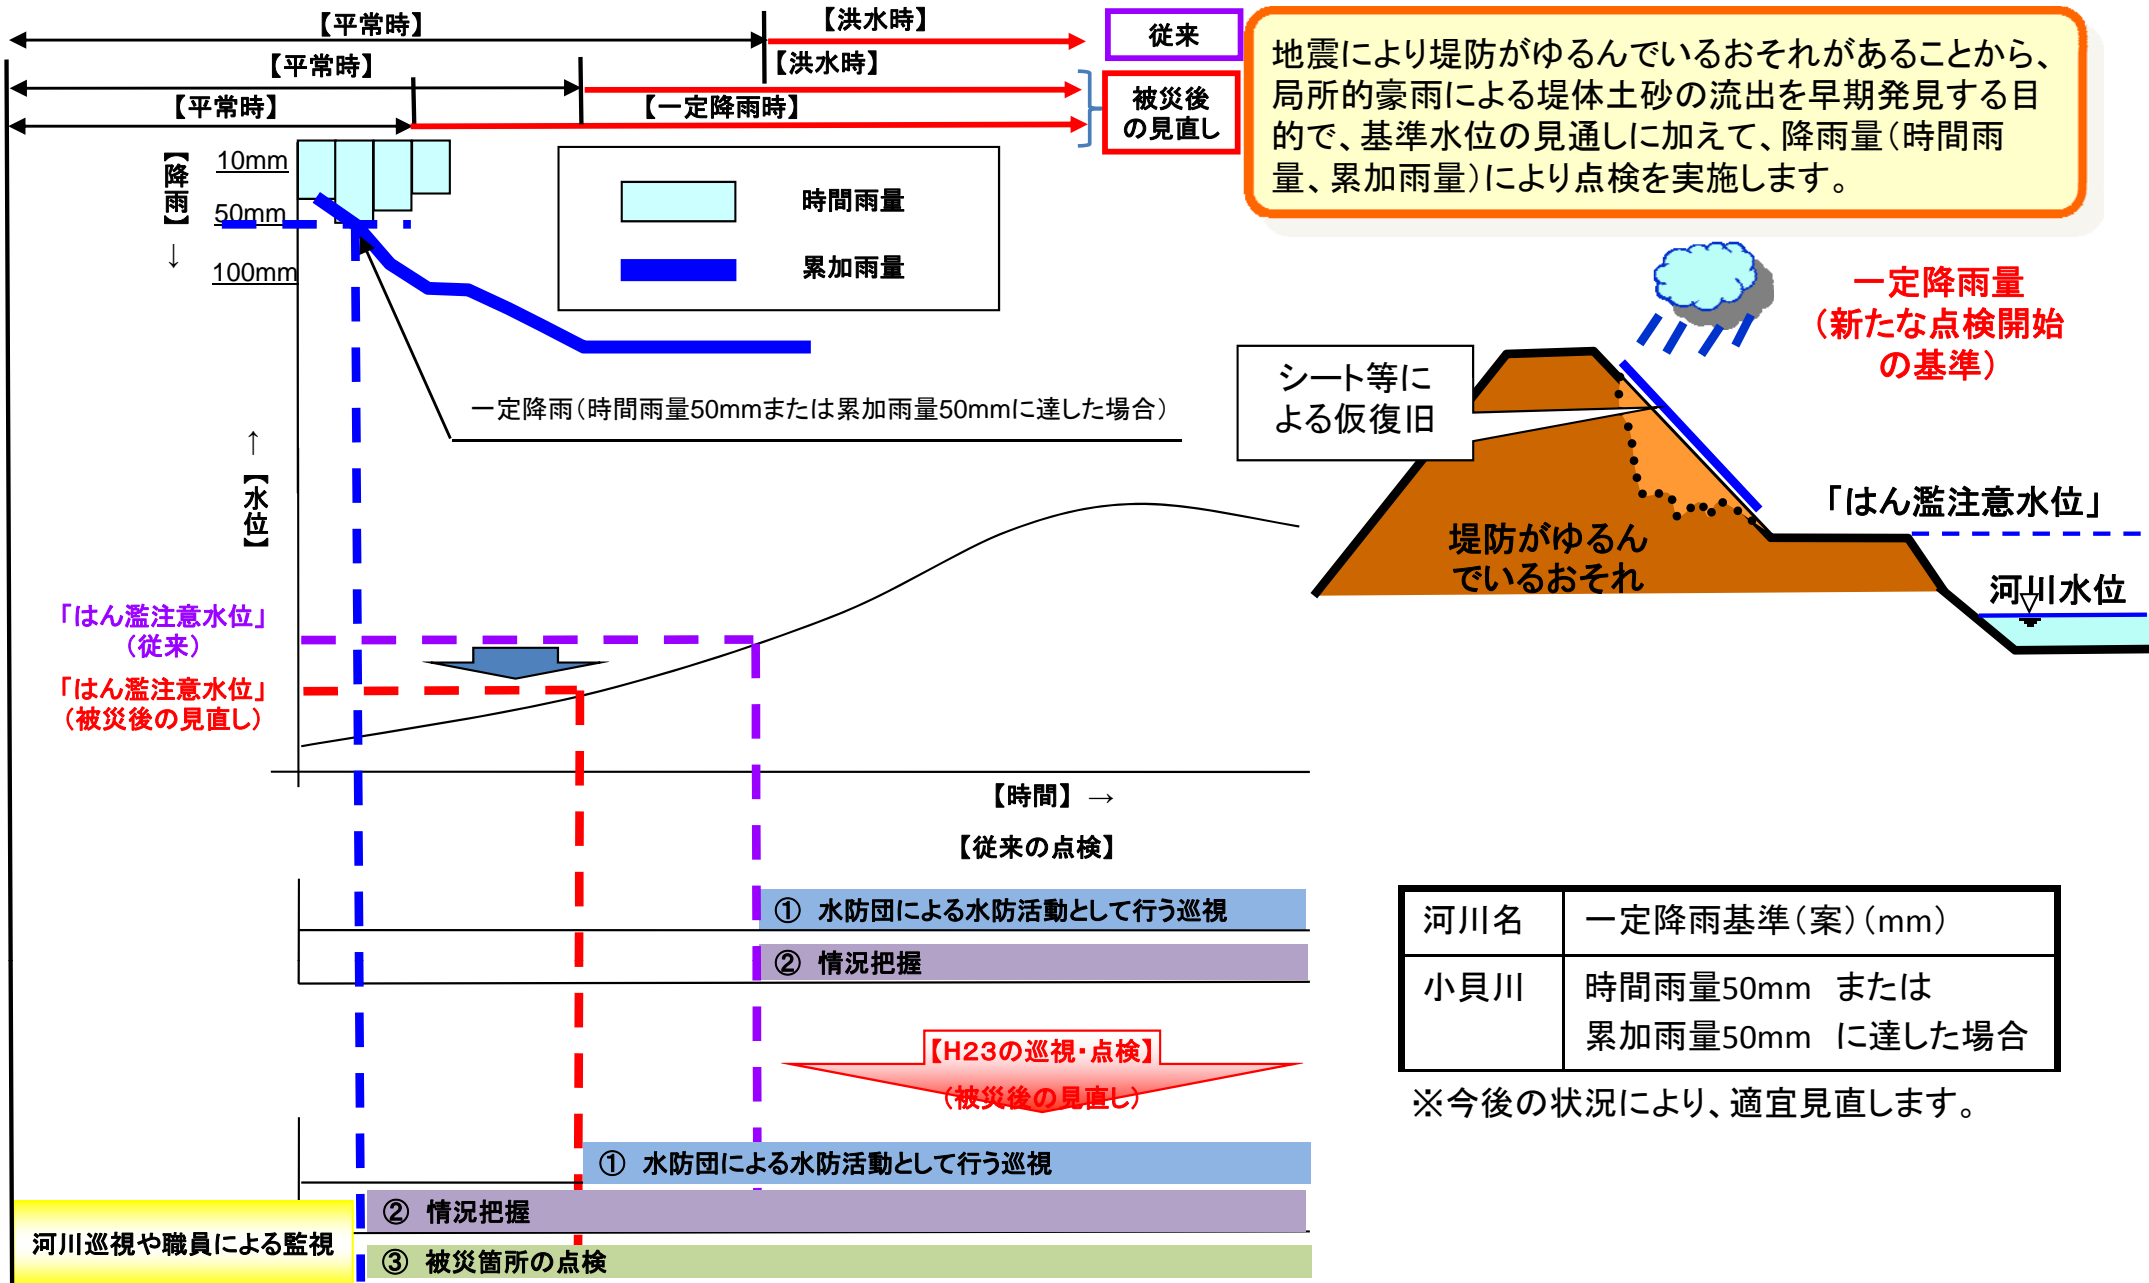 【平常時】
【洪水時】
従来
【平常時】
【洪水時】
【平常時】
【一定降雨時】
被災後
の見直し
地震により堤防がゆるんでいるおそれがあることから、
局所的豪雨による堤体土砂の流出を早期発見する目
的で、基準水位の見通しに加えて、降雨量（時間雨
量、累加雨量）により点検を実施します。
【降雨】
↓
10mm
50mm
100mm
時間雨量
累加雨量
一定降雨（時間雨量50mmまたは累加雨量50mmに達した場合）
一定降雨量
（新たな点検開始
の基準）
シート等に
よる仮復旧
堤防がゆるん
でいるおそれ
「はん濫注意水位」
河川水位
↑
【水位】
「はん濫注意水位」
（従来）
「はん濫注意水位」
（被災後の見直し）
【時間】 →
【従来の点検】
① 水防団による水防活動として行う巡視
② 情況把握
【H23の巡視・点検】
（被災後の見直し）
① 水防団による水防活動として行う巡視
② 情況把握
③ 被災箇所の点検
河川巡視や職員による監視
河川名 一定降雨基準（案）（mm）
小貝川 時間雨量50mm または
累加雨量50mm に達した場合
※今後の状況により、適宜見直します。